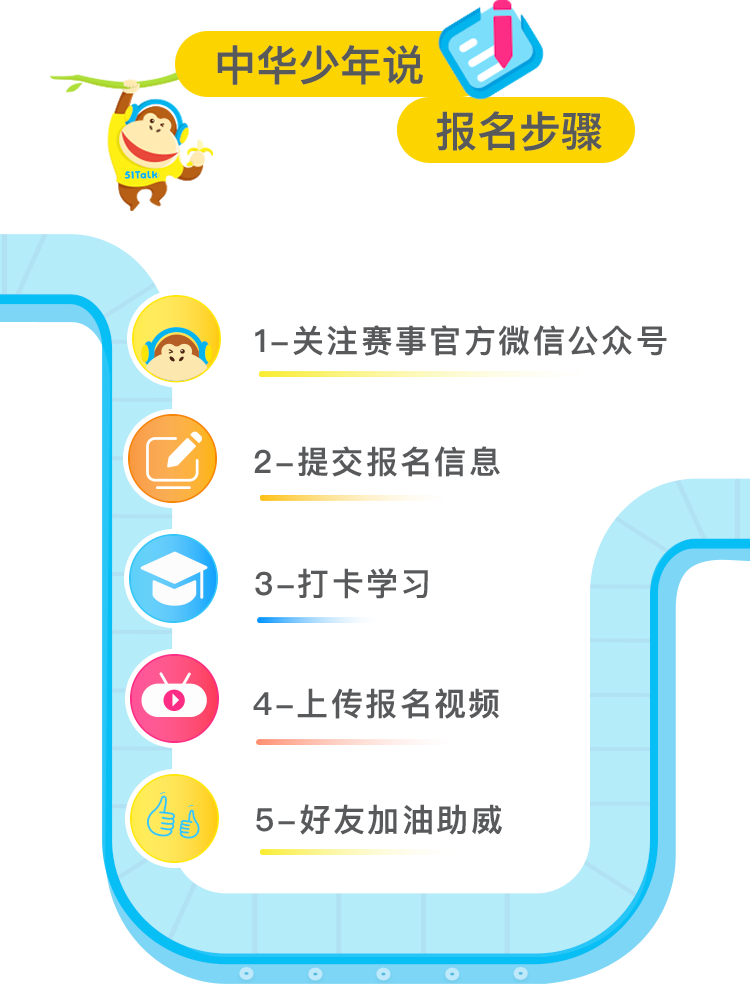 中华少年说
报名步骤
51Talk
1-关注赛事官方微信公众号
2-提交报名信息
3-打卡学习
4-上传报名视频
5-好友加油助威